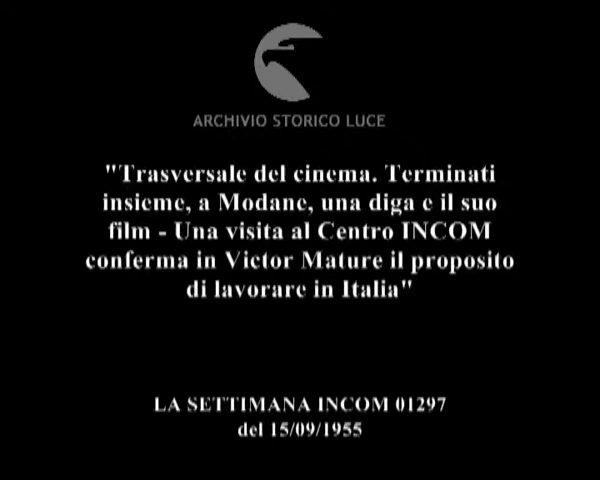 ARCHIVIO STORICO LUCE
"Trasversale del cinema. Terminati
insieme, a Modane, una diga e il suo
film - Una visita al Centro INCOM
conferma in Victor Mature il proposito
di lavorare in Italia"
LA SETTIMANA INCOM 01297
del 15/09/1955